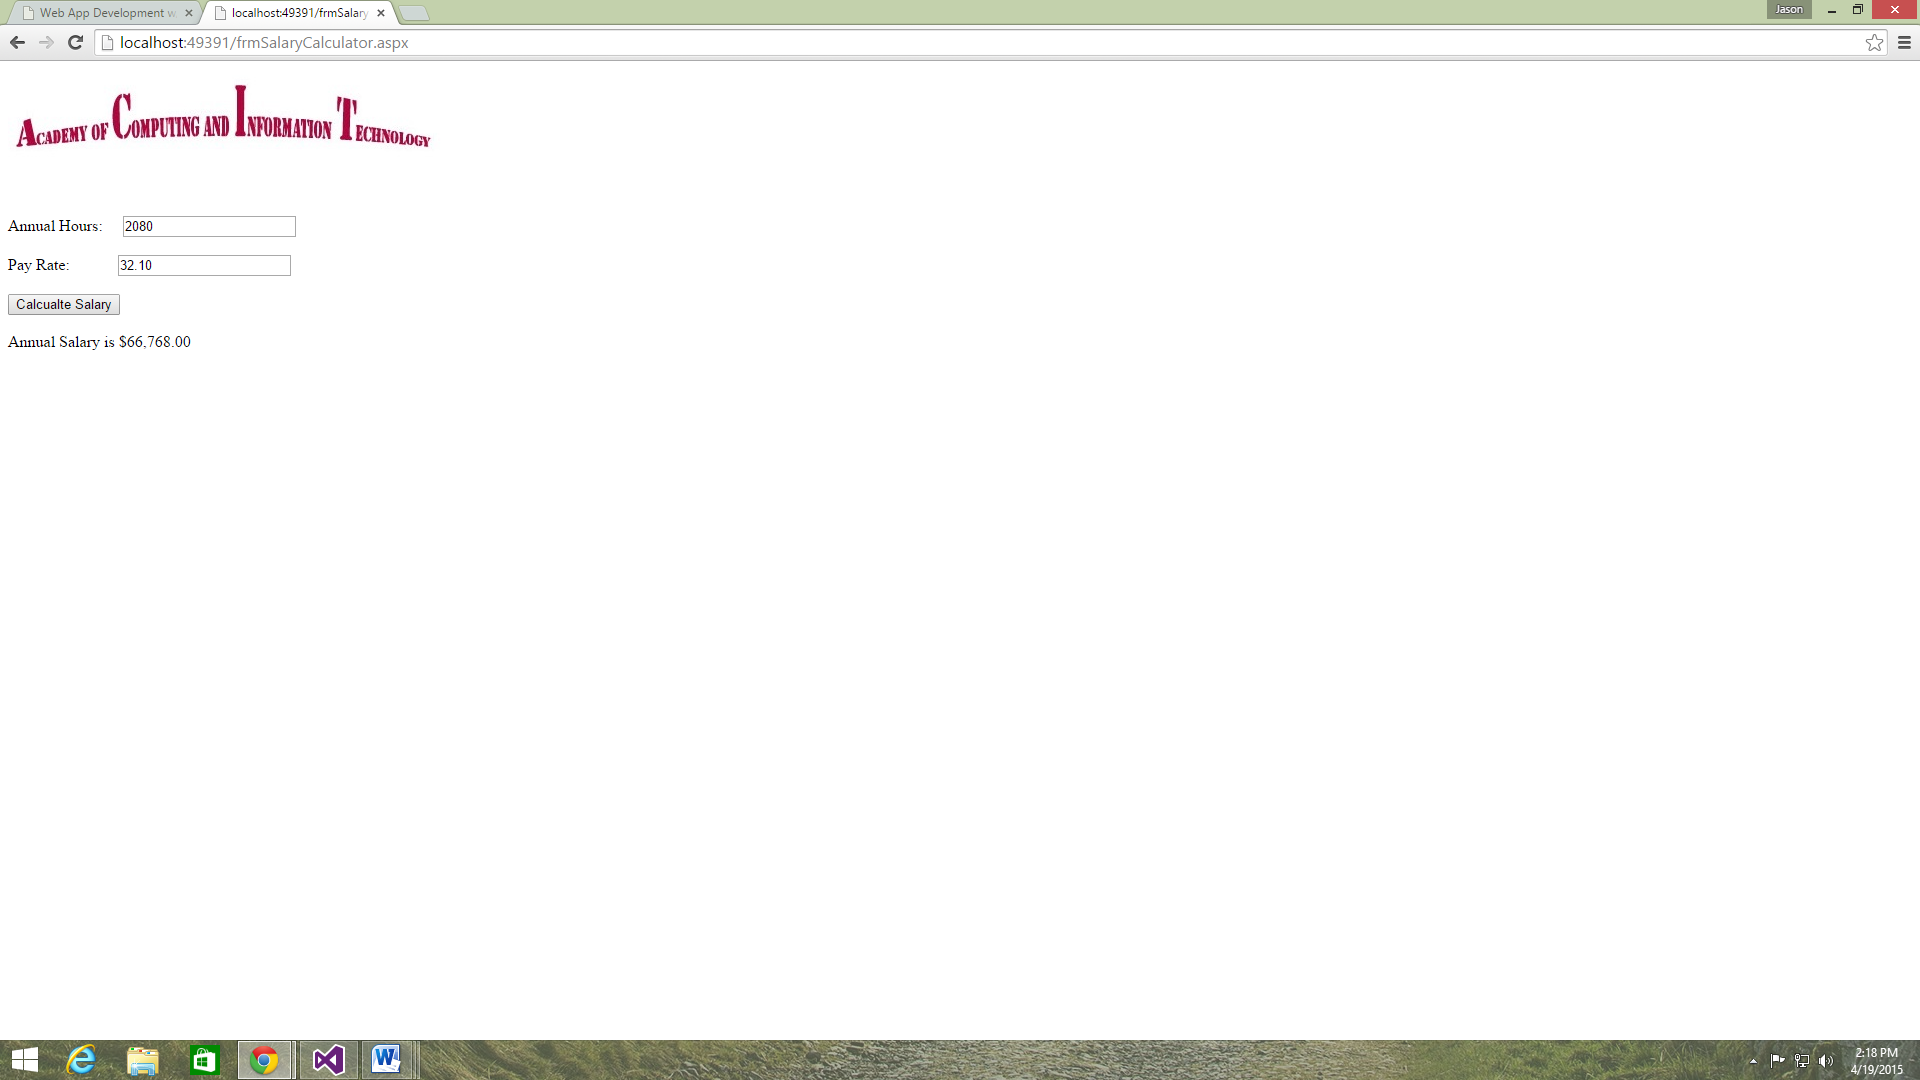 Web App Development w
localhost:49391/frmSalary
Jason
localhost:49391/frmSalaryCalculator.aspx
Academy of Computing and Information Technology
Annual Hours: 2080
Pay Rate: 32.10
Calcualte Salary
Annual Salary is $66,768.00
2:18 PM
4/19/2015